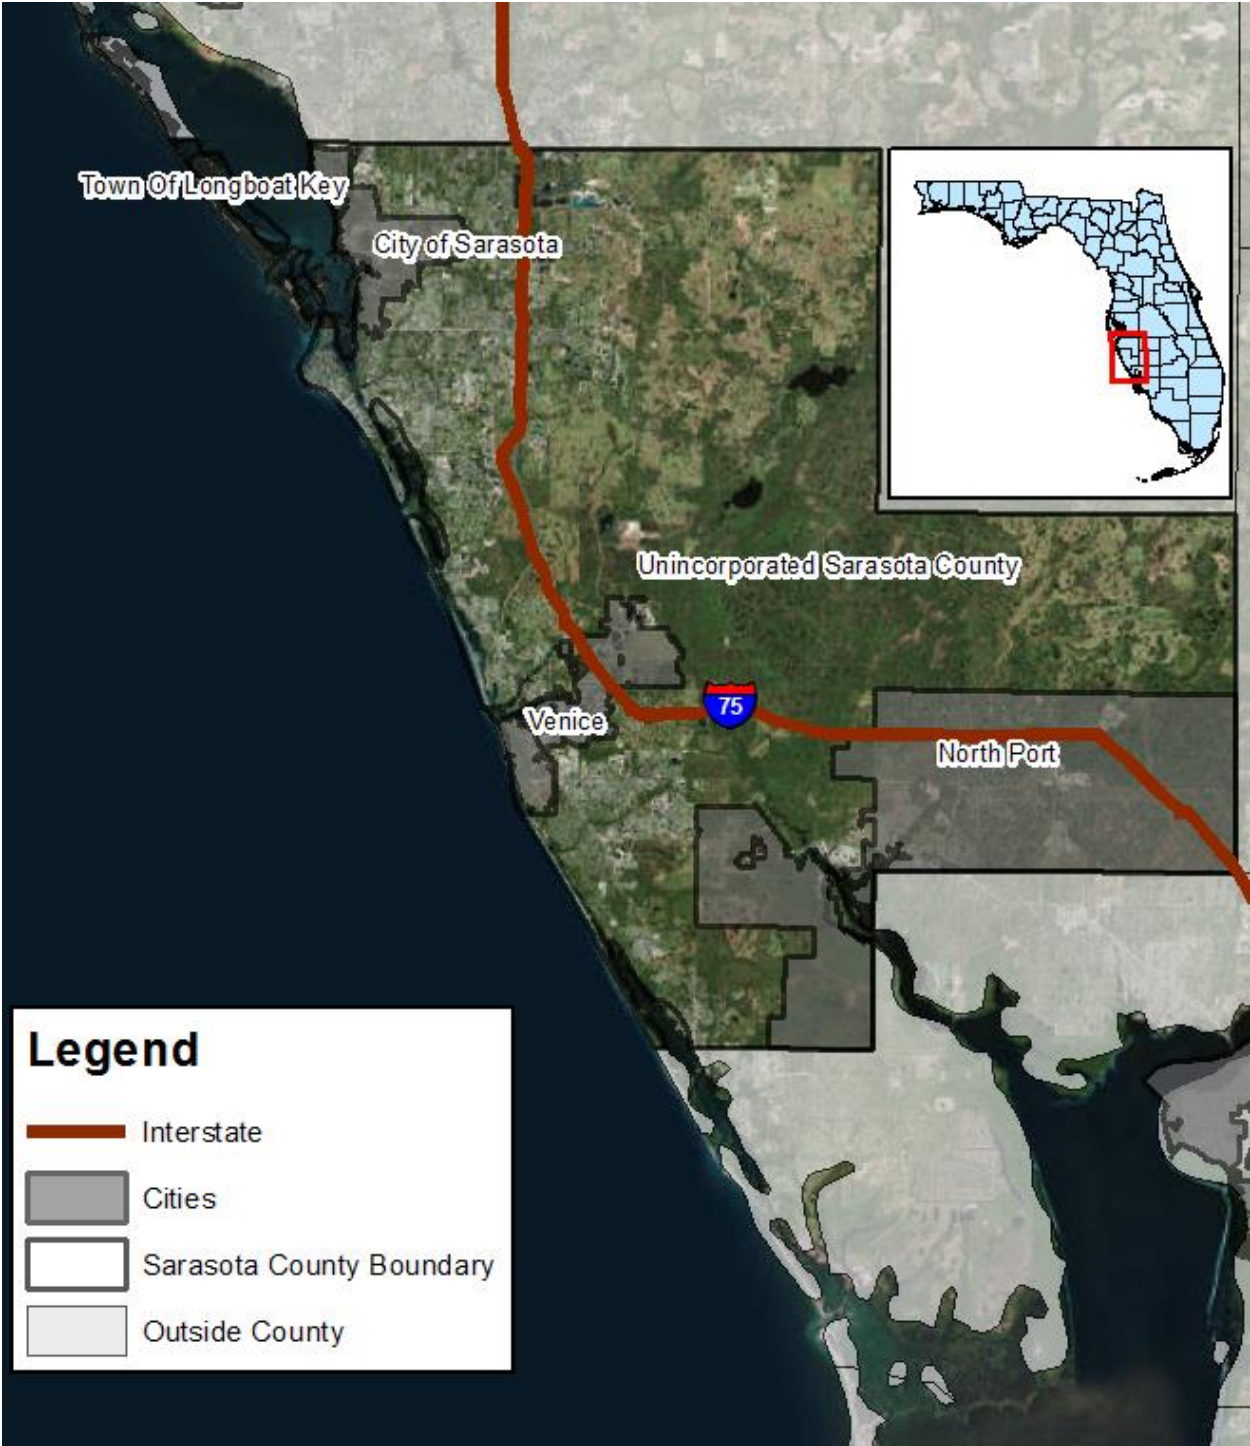 Town Of Longboat Key
City of Sarasota
Unincorporated Sarasota County
75
Venice
North Port
Legend
Interstate
Cities
Sarasota County Boundary
Outside County